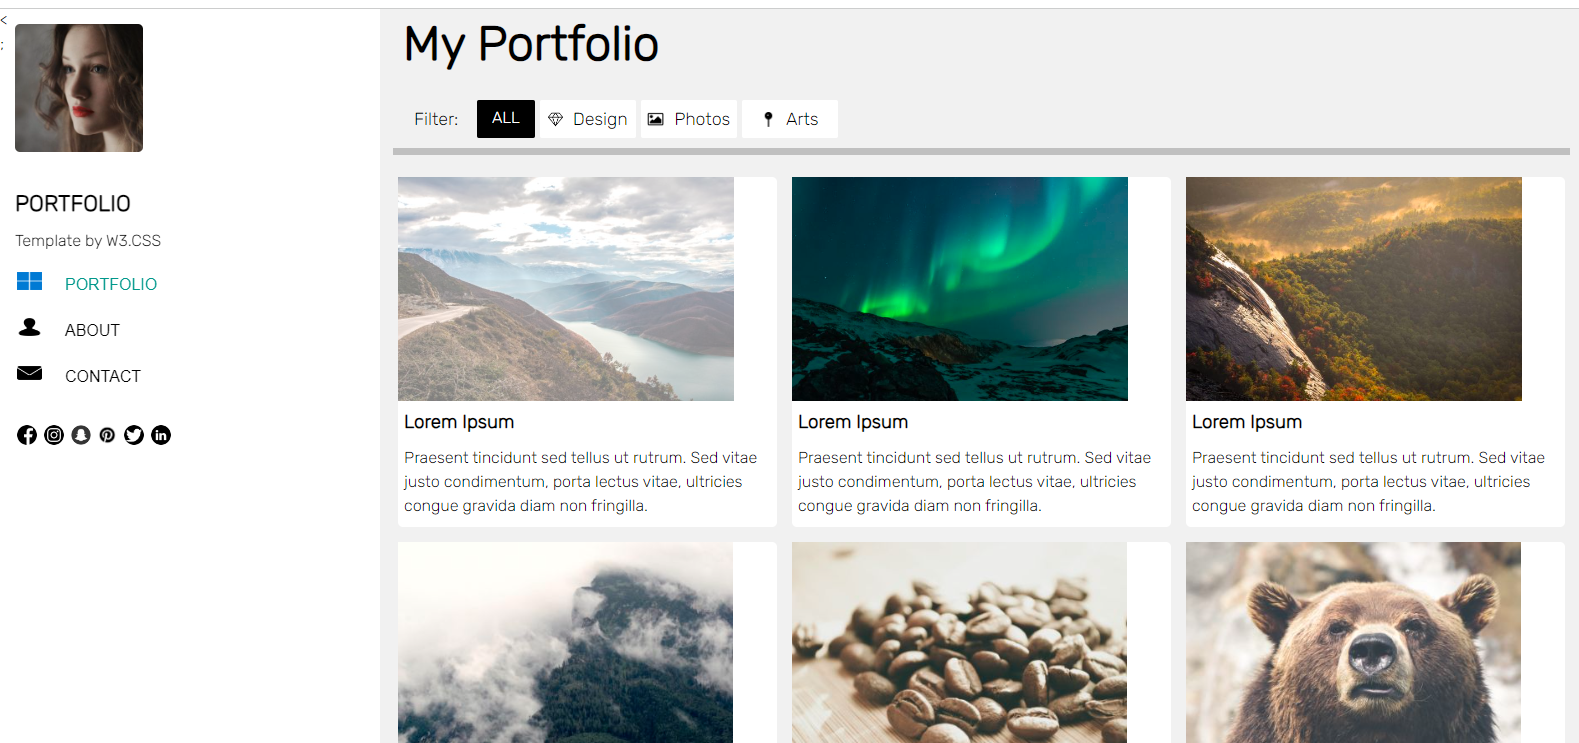 <
;
PORTFOLIO
Template by W3.CSS
PORTFOLIO
ABOUT
CONTACT
My Portfolio
Filter: ALL Design Photos Arts
Lorem Ipsum
Praesent tincidunt sed tellus ut rutrum. Sed vitae
justo condimentum, porta lectus vitae, ultricies
congue gravida diam non fringilla.
Lorem Ipsum
Praesent tincidunt sed tellus ut rutrum. Sed vitae
justo condimentum, porta lectus vitae, ultricies
congue gravida diam non fringilla.
Lorem Ipsum
Praesent tincidunt sed tellus ut rutrum. Sed vitae
justo condimentum, porta lectus vitae, ultricies
congue gravida diam non fringilla.